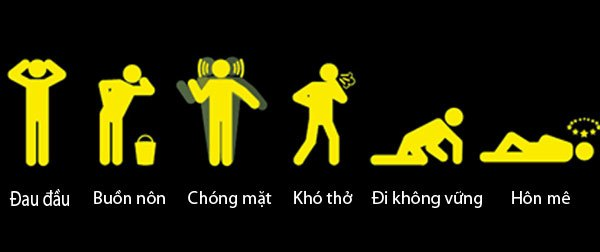 Đau đầu Buồn nôn Chóng mặt Khó thở Đi không vững Hôn mê